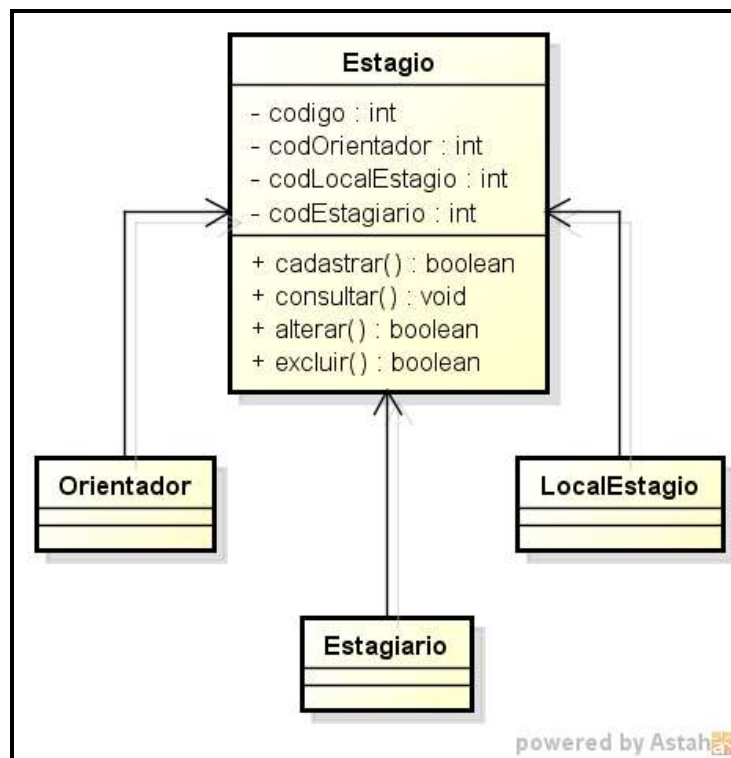 Estagio
- codigo : int
- codOrientador : int
- codLocalEstagio : int
- codEstagiario : int
+ cadastrar() : boolean
+ consultar() : void
+ alterar() : boolean
+ excluir() : boolean
Orientador
LocalEstagio
Estagiario
powered by Astah